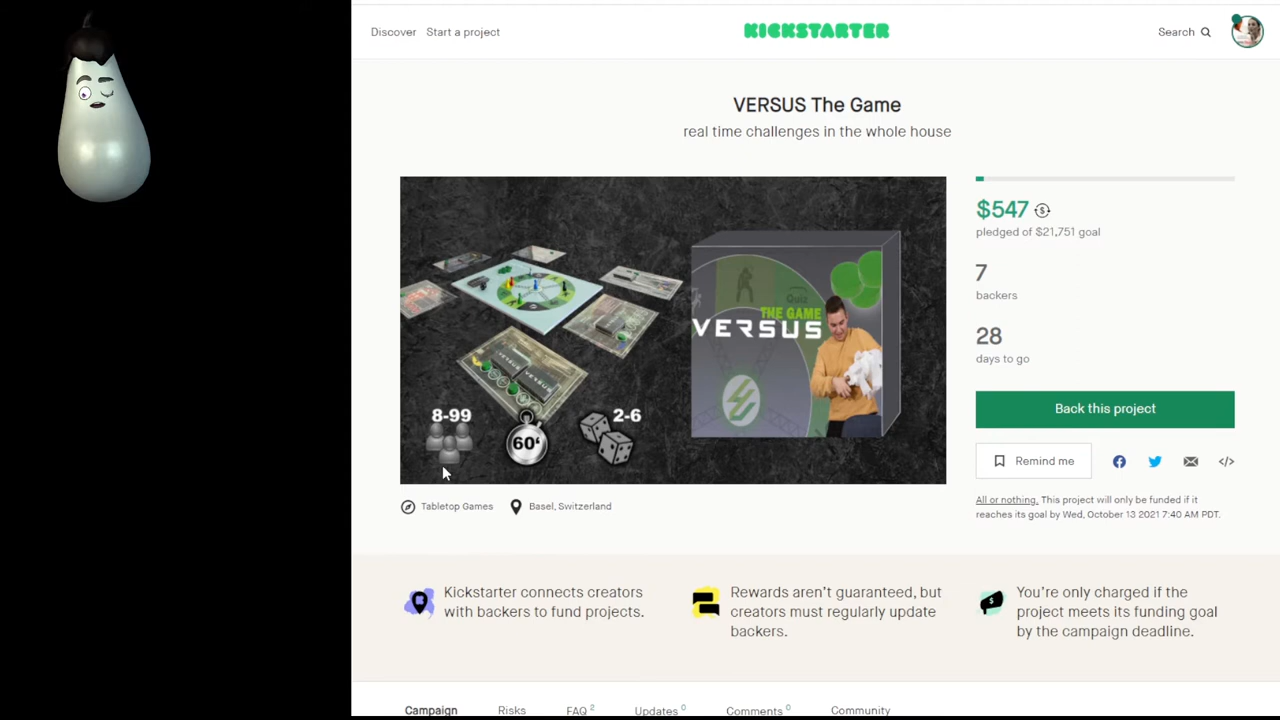 Discover Start a project
KICKSTARTER
Search
VERSUS The Game
real time challenges in the whole house
Quiz
THE GAME
VERSUS
8-99
60‘
2-6
$547
pledged of $21,751 goal
7
backers
28
days to go
Back this project
Remind me
All or nothing. This project will only be funded if it
reaches its goal by Wed, October 13 2021 7:40 AM PDT.
Tabletop Games Basel, Switzerland
Kickstarter connects creators
with backers to fund projects.
Rewards aren’t guaranteed, but
creators must regularly update
backers.
You’re only charged if the
project meets its funding goal
by the campaign deadline.
Campaign Risks FAQ 2 Updates 0 Comments 0 Community